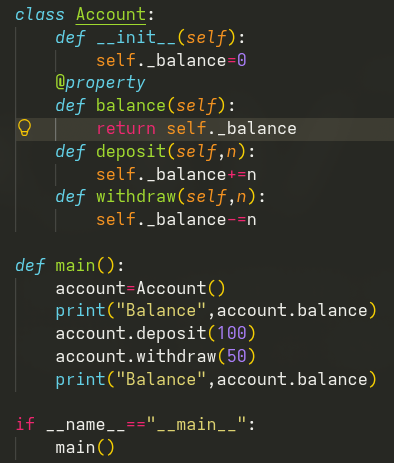 class Account:
    def __init__(self):
        self._balance=0
    @property
    def balance(self):
        return self._balance
    def deposit(self,n):
        self._balance+=n
    def withdraw(self,n):
        self._balance-=n

def main():
    account=Account()
    print("Balance",account.balance)
    account.deposit(100)
    account.withdraw(50)
    print("Balance",account.balance)

if __name__=="__main__":
    main()